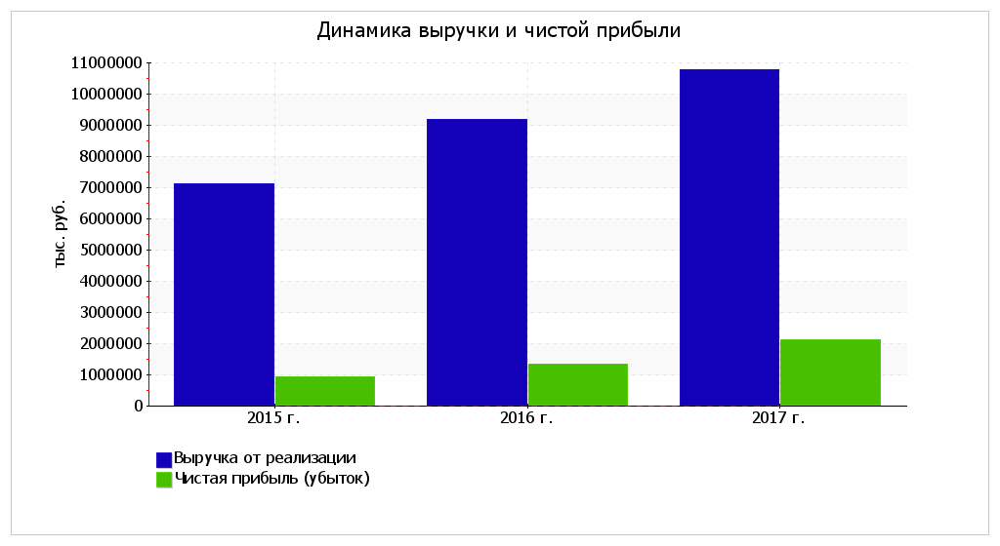 Динамика выручки и чистой прибыли
тыс. руб.
11000000
10000000
9000000
8000000
7000000
6000000
5000000
4000000
3000000
2000000
1000000
0
2015 г. 2016 г. 2017 г.
Выручка от реализации
Чистая прибыль (убыток)